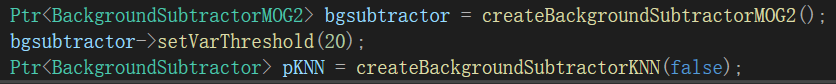 Ptr<BackgroundSubtractorMOG2> bgsubtractor = createBackgroundSubtractorMOG2();
bgsubtractor->setVarThreshold(20);
Ptr<BackgroundSubtractor> pKNN = createBackgroundSubtractorKNN(false);